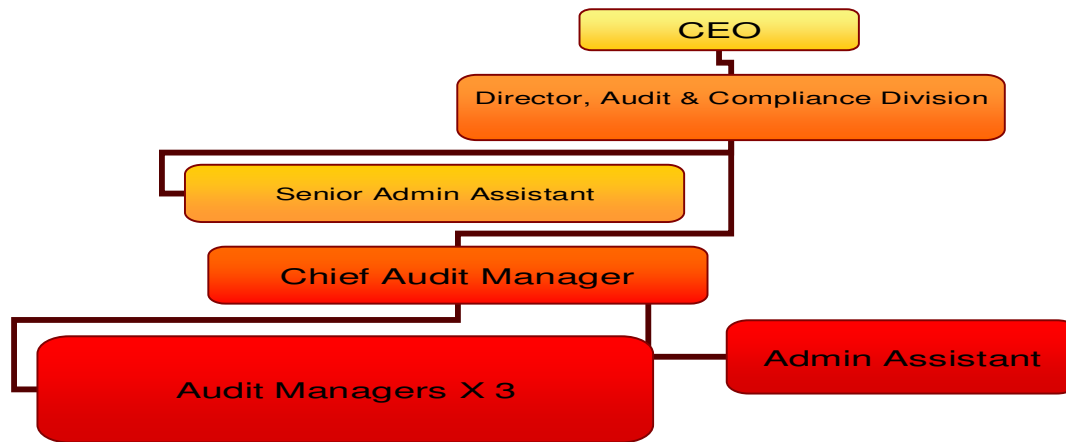 CEO
Director, Audit & Compliance Division
Senior Admin Assistant
Chief Audit Manager
Admin Assistant
Audit Managers X 3